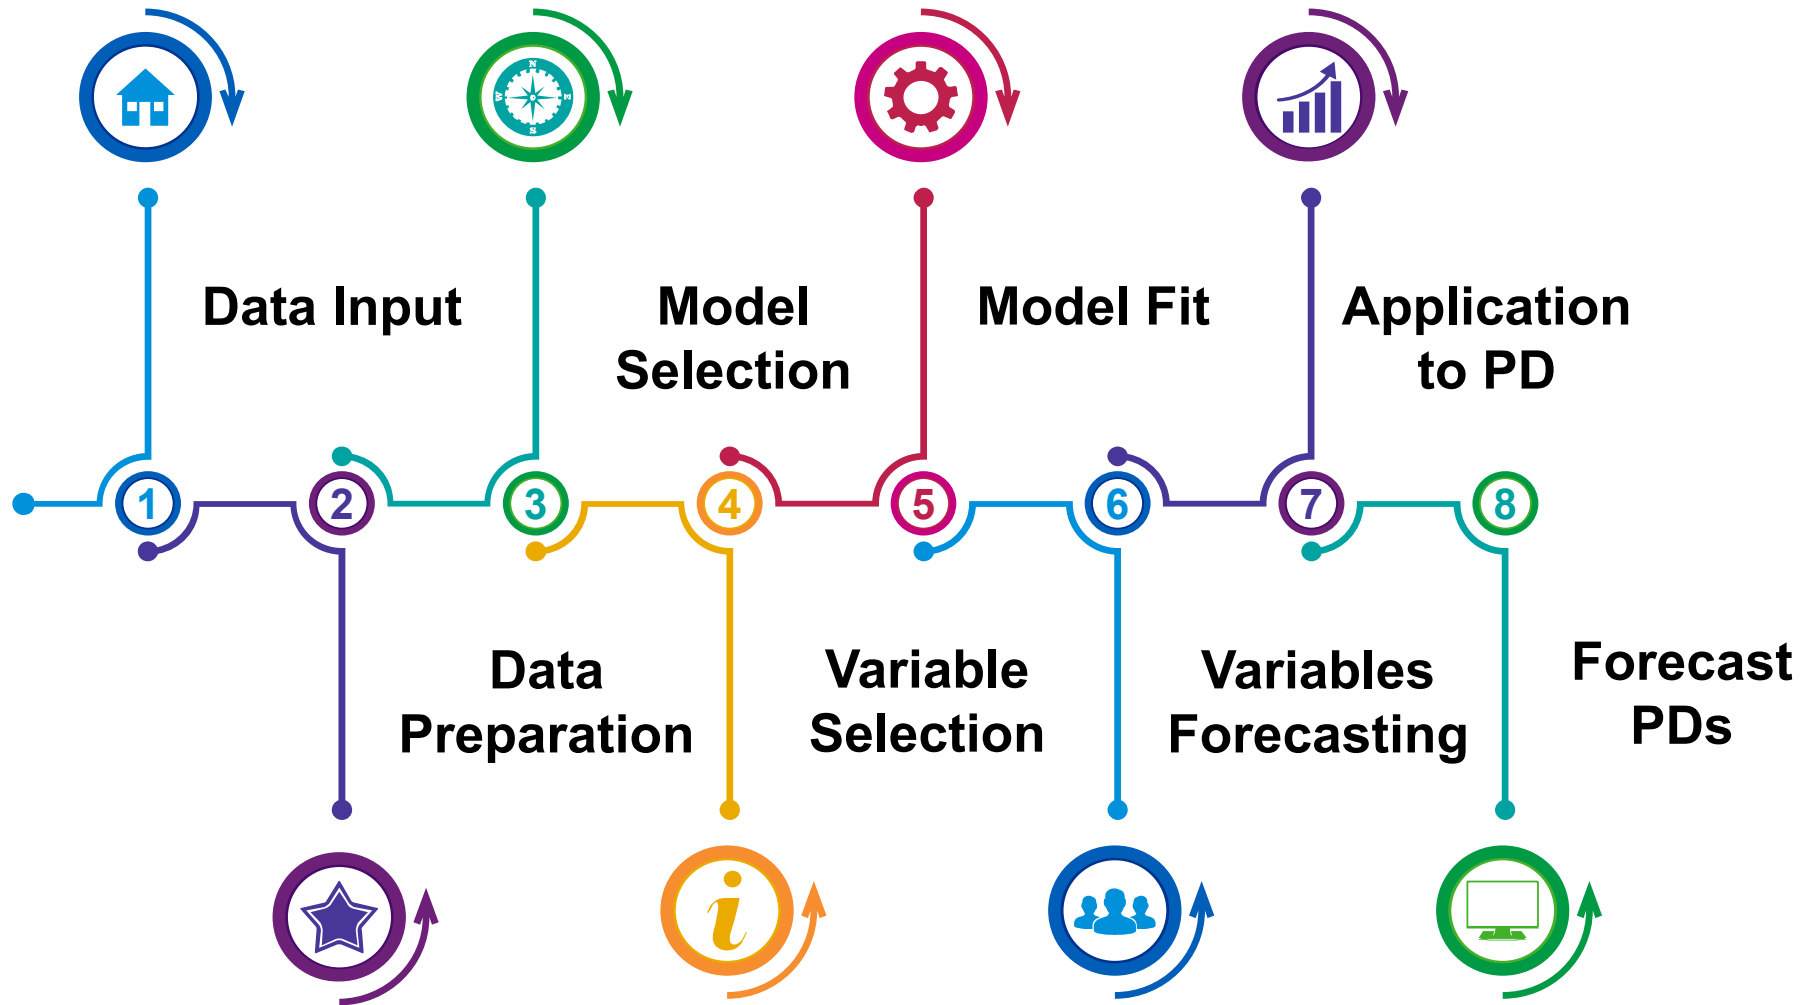 N
W
S
Data Input
Model
Selection
Model Fit
Application
to PD
1
2
3
4
5
6
7
8
Data
Preparation
Variable
Selection
Variables
Forecasting
Forecast
PDs
i